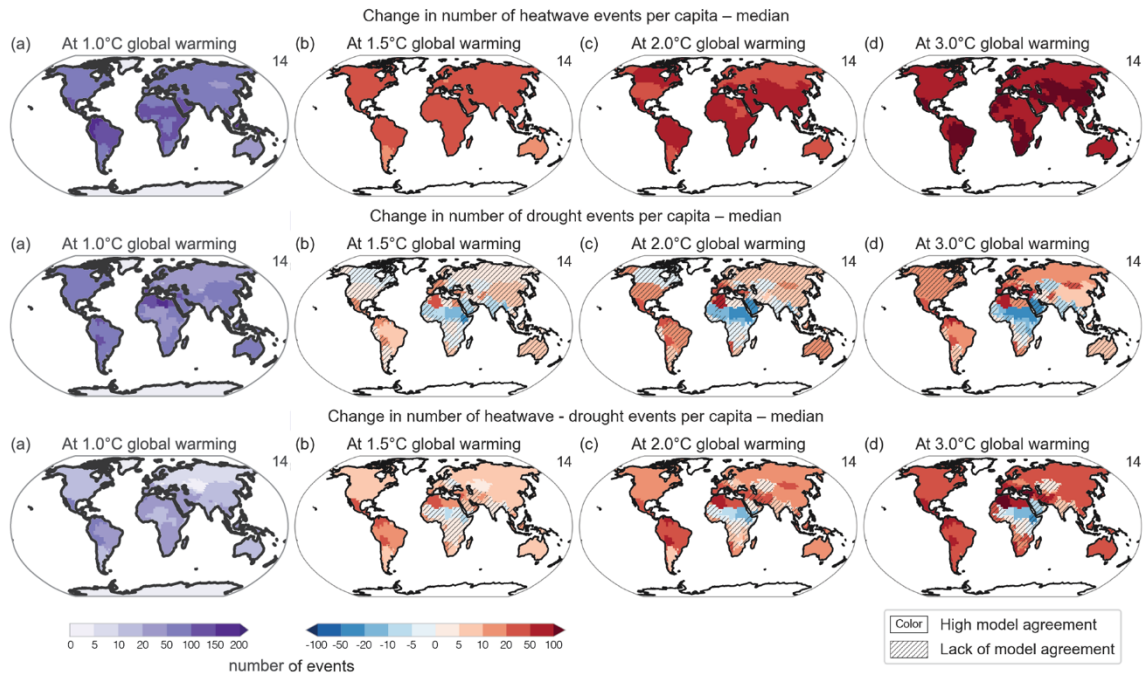 Change in number of heatwave events per capita – median
(a) At 1.0°C global warming (b) At 1.5°C global warming (c) At 2.0°C global warming (d) At 3.0°C global warming
14 14 14 14
Change in number of drought events per capita – median
(a) At 1.0°C global warming (b) At 1.5°C global warming (c) At 2.0°C global warming (d) At 3.0°C global warming
14 14 14 14
Change in number of heatwave - drought events per capita – median
(a) At 1.0°C global warming (b) At 1.5°C global warming (c) At 2.0°C global warming (d) At 3.0°C global warming
14 14 14 14
Color High model agreement
Lack of model agreement
0 5 10 20 50 100 150 200 -100 -50 -20 -10 -5 0 5 10 20 50 100
number of events